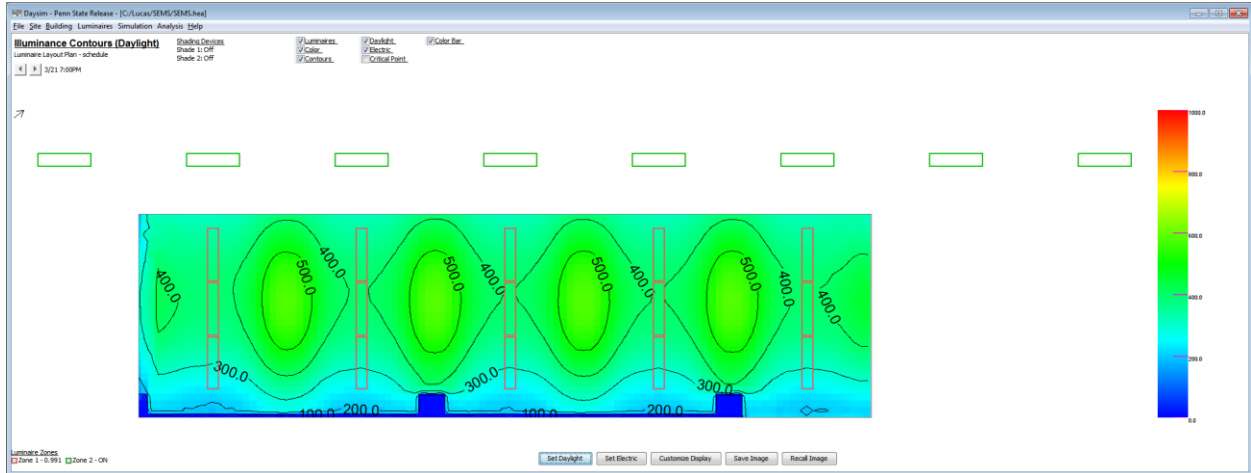 Daysim - Penn State Release - [C:/Lucas/SEMS/SEMS.hea]
File Site Building Luminaires Simulation Analysis Help
Illuminance Contours (Daylight)
Luminaire Layout Plan - schedule
3/21 7:00PM
Shading Devices
Shade 1: Off
Shade 2: Off
Luminaires Daylight Color Bar
Color Electric
Contours Critical Point
1000.0
800.0
600.0
400.0
200.0
0.0
400.0 500.0 400.0 500.0 400.0 500.0 400.0 500.0 400.0 400.0
300.0 300.0 300.0
100.0 200.0 100.0 200.0
Luminaire Zones
Zone 1 - 0.991 Zone 2 - ON
Set Daylight Set Electric Customize Display Save Image Recall Image